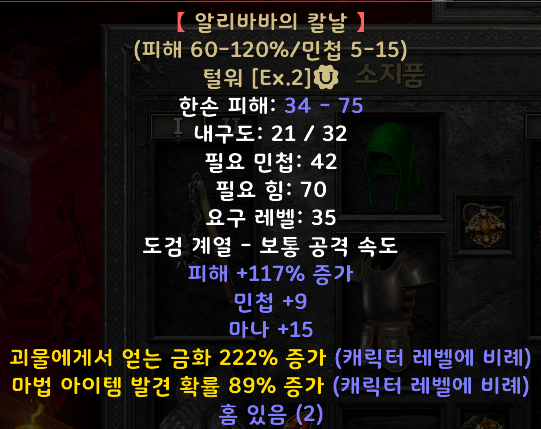 【 알리바바의 칼날 】
(피해 60-120%/민첩 5-15)
털워 [Ex.2]
소지품
한손 피해: 34 - 75
내구도: 21 / 32
필요 민첩: 42
필요 힘: 70
요구 레벨: 35
도검 계열 - 보통 공격 속도
피해 +117% 증가
민첩 +9
마나 +15
괴물에게서 얻는 금화 222% 증가 (캐릭터 레벨에 비례)
마법 아이템 발견 확률 89% 증가 (캐릭터 레벨에 비례)
홈 있음 (2)